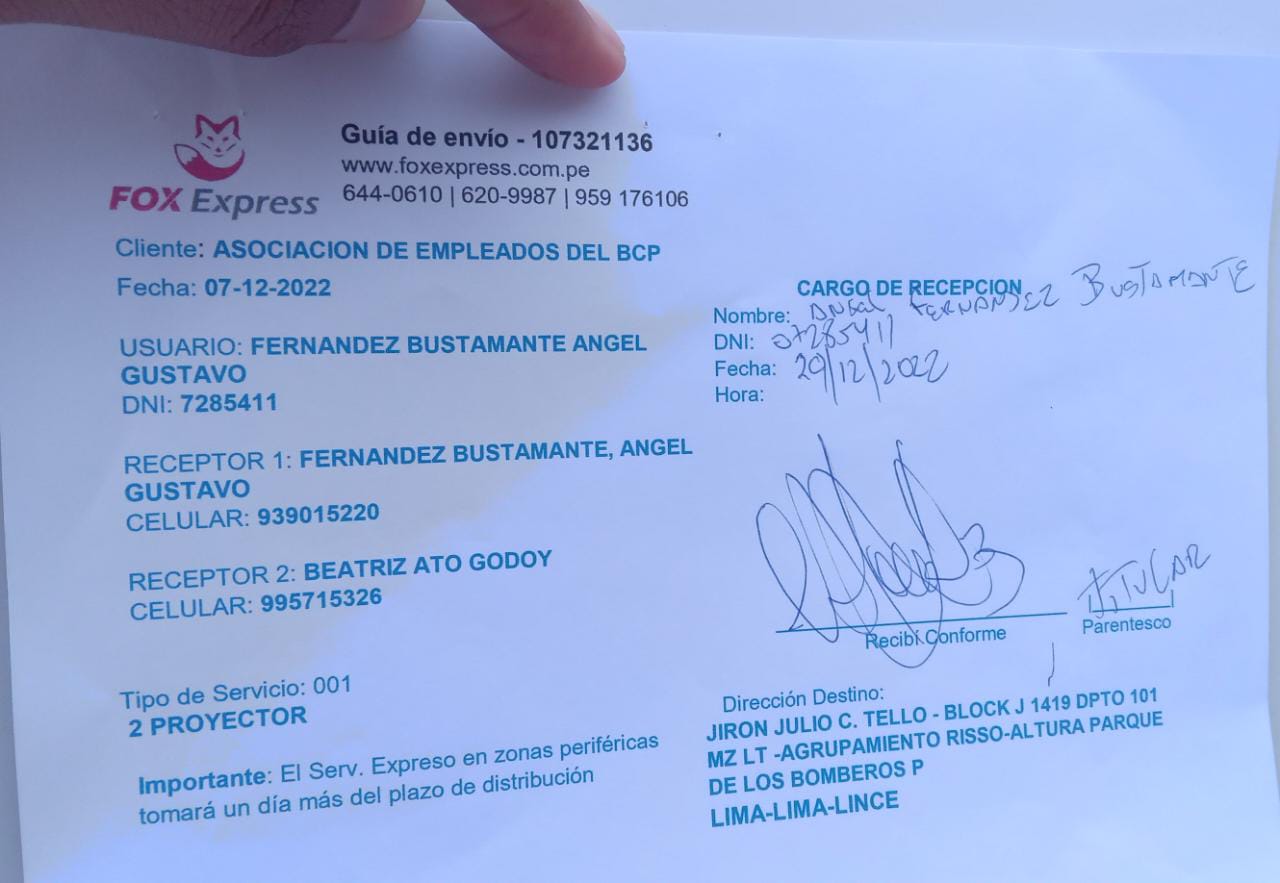 FOX Express
Guía de envío - 107321136
www.foxexpress.com.pe
644-0610 | 620-9987 | 959 176106
Cliente: ASOCIACION DE EMPLEADOS DEL BCP
Fecha: 07-12-2022
USUARIO: FERNANDEZ BUSTAMANTE ANGEL
GUSTAVO
DNI: 7285411
RECEPTOR 1: FERNANDEZ BUSTAMANTE, ANGEL
GUSTAVO
CELULAR: 939015220
RECEPTOR 2: BEATRIZ ATO GODOY
CELULAR: 995715326
Tipo de Servicio: 001
2 PROYECTOR
Importante: El Serv. Expreso en zonas periféricas
tomará un día más del plazo de distribución
CARGO DE RECEPCION
Nombre: ANGEL FERNANDEZ BUSTAMANTE
DNI: 07285411
Fecha: 29/12/2022
Hora:
TITULAR
Recibí Conforme
Parentesco
Dirección Destino:
JIRON JULIO C. TELLO - BLOCK J 1419 DPTO 101
MZ LT -AGRUPAMIENTO RISSO-ALTURA PARQUE
DE LOS BOMBEROS P
LIMA-LIMA-LINCE